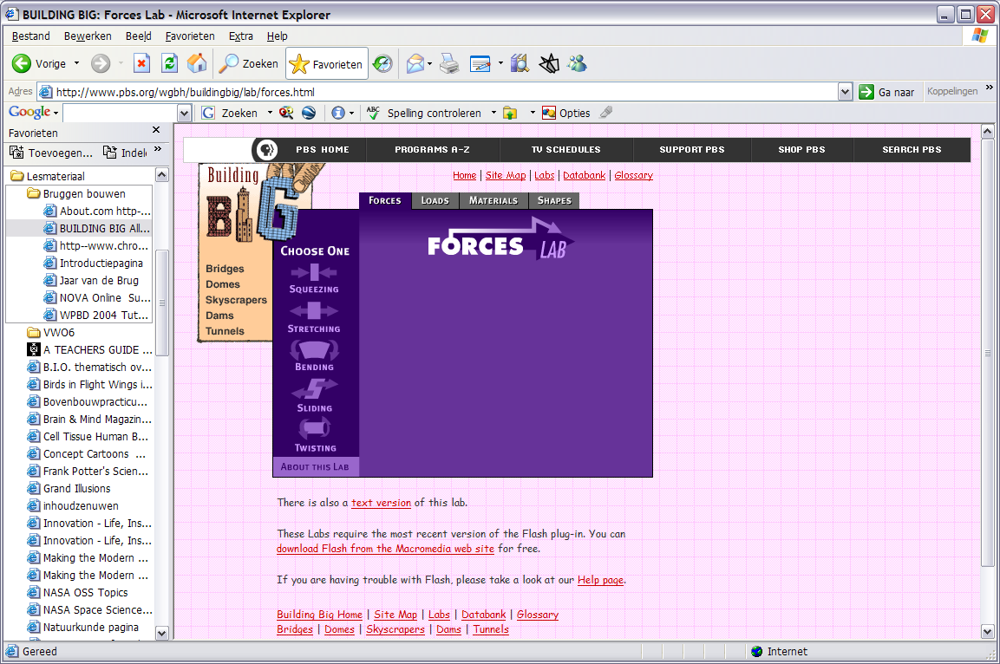 BUILDING BIG: Forces Lab - Microsoft Internet Explorer
Bestand Bewerken Beeld Favorieten Extra Help
Vorige Zoeken Favorieten
Adres http://www.pbs.org/wgbh/buildingbig/lab/forces.html Ga naar Koppelingen »
Google Zoeken ABC Spelling controleren Opties
Favorieten
Toevoegen... Indel »
Lesmateriaal
Bruggen bouwen
About.com http-...
BUILDING BIG All...
http--www.chro...
Introductiepagina
Jaar van de Brug
NOVA Online Su...
WPBD 2004 Tut...
VWO6
A TEACHERS GUIDE ...
B.I.O. thematisch ov...
Birds in Flight Wings i...
Bovenbouwpracticu...
Brain & Mind Magazin...
Cell Tissue Human B...
Concept Cartoons ...
Frank Potter's Scien...
Grand Illusions
inhoudzenuwen
Innovation - Life, Ins...
Innovation - Life, Ins...
Making the Modern ...
Making the Modern ...
NASA OSS Topics
NASA Space Science...
Natuurkunde pagina
PBS HOME PROGRAMS A-Z TV SCHEDULES SUPPORT PBS SHOP PBS SEARCH PBS
Home | Site Map | Labs | Databank | Glossary
Building
BIG
Bridges
Domes
Skyscrapers
Dams
Tunnels
FORCES LOADS MATERIALS SHAPES
FORCES LAB
CHOOSE ONE
SQUEEZING
STRETCHING
BENDING
SLIDING
TWISTING
ABOUT THIS LAB
There is also a text version of this lab.
These Labs require the most recent version of the Flash plug-in. You can
download Flash from the Macromedia web site for free.
If you are having trouble with Flash, please take a look at our Help page.
Building Big Home | Site Map | Labs | Databank | Glossary
Bridges | Domes | Skyscrapers | Dams | Tunnels
Gereed Internet